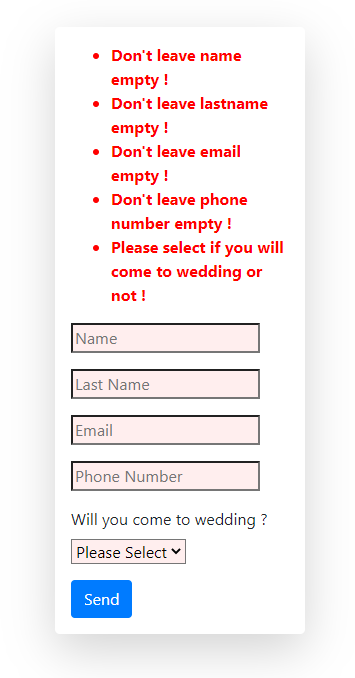 Don't leave name
empty !
Don't leave lastname
empty !
Don't leave email
empty !
Don't leave phone
number empty !
Please select if you will
come to wedding or
not !
Name
Last Name
Email
Phone Number
Will you come to wedding ?
Please Select
Send